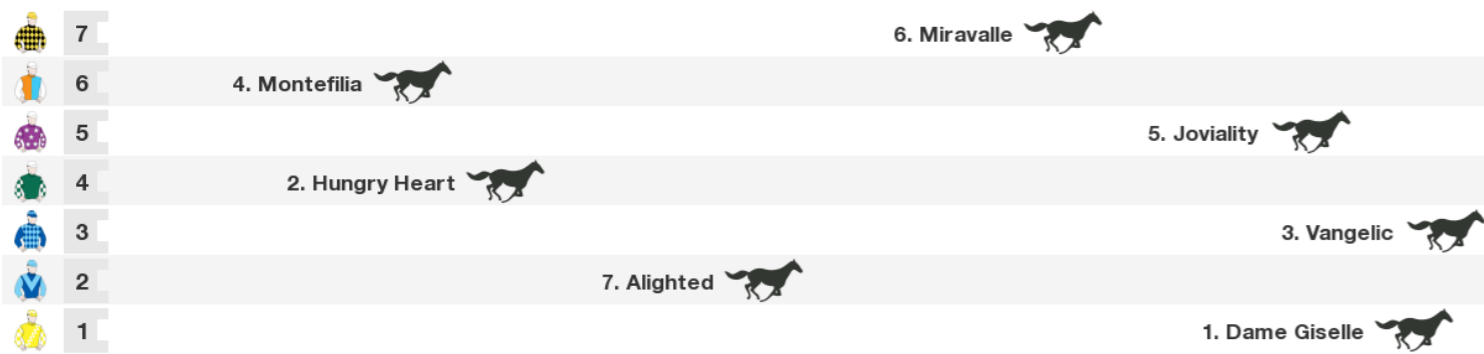 7 6. Miravalle
6 4. Montefilia
5 5. Joviality
4 2. Hungry Heart
3 3. Vangelic
2 7. Alighted
1 1. Dame Giselle